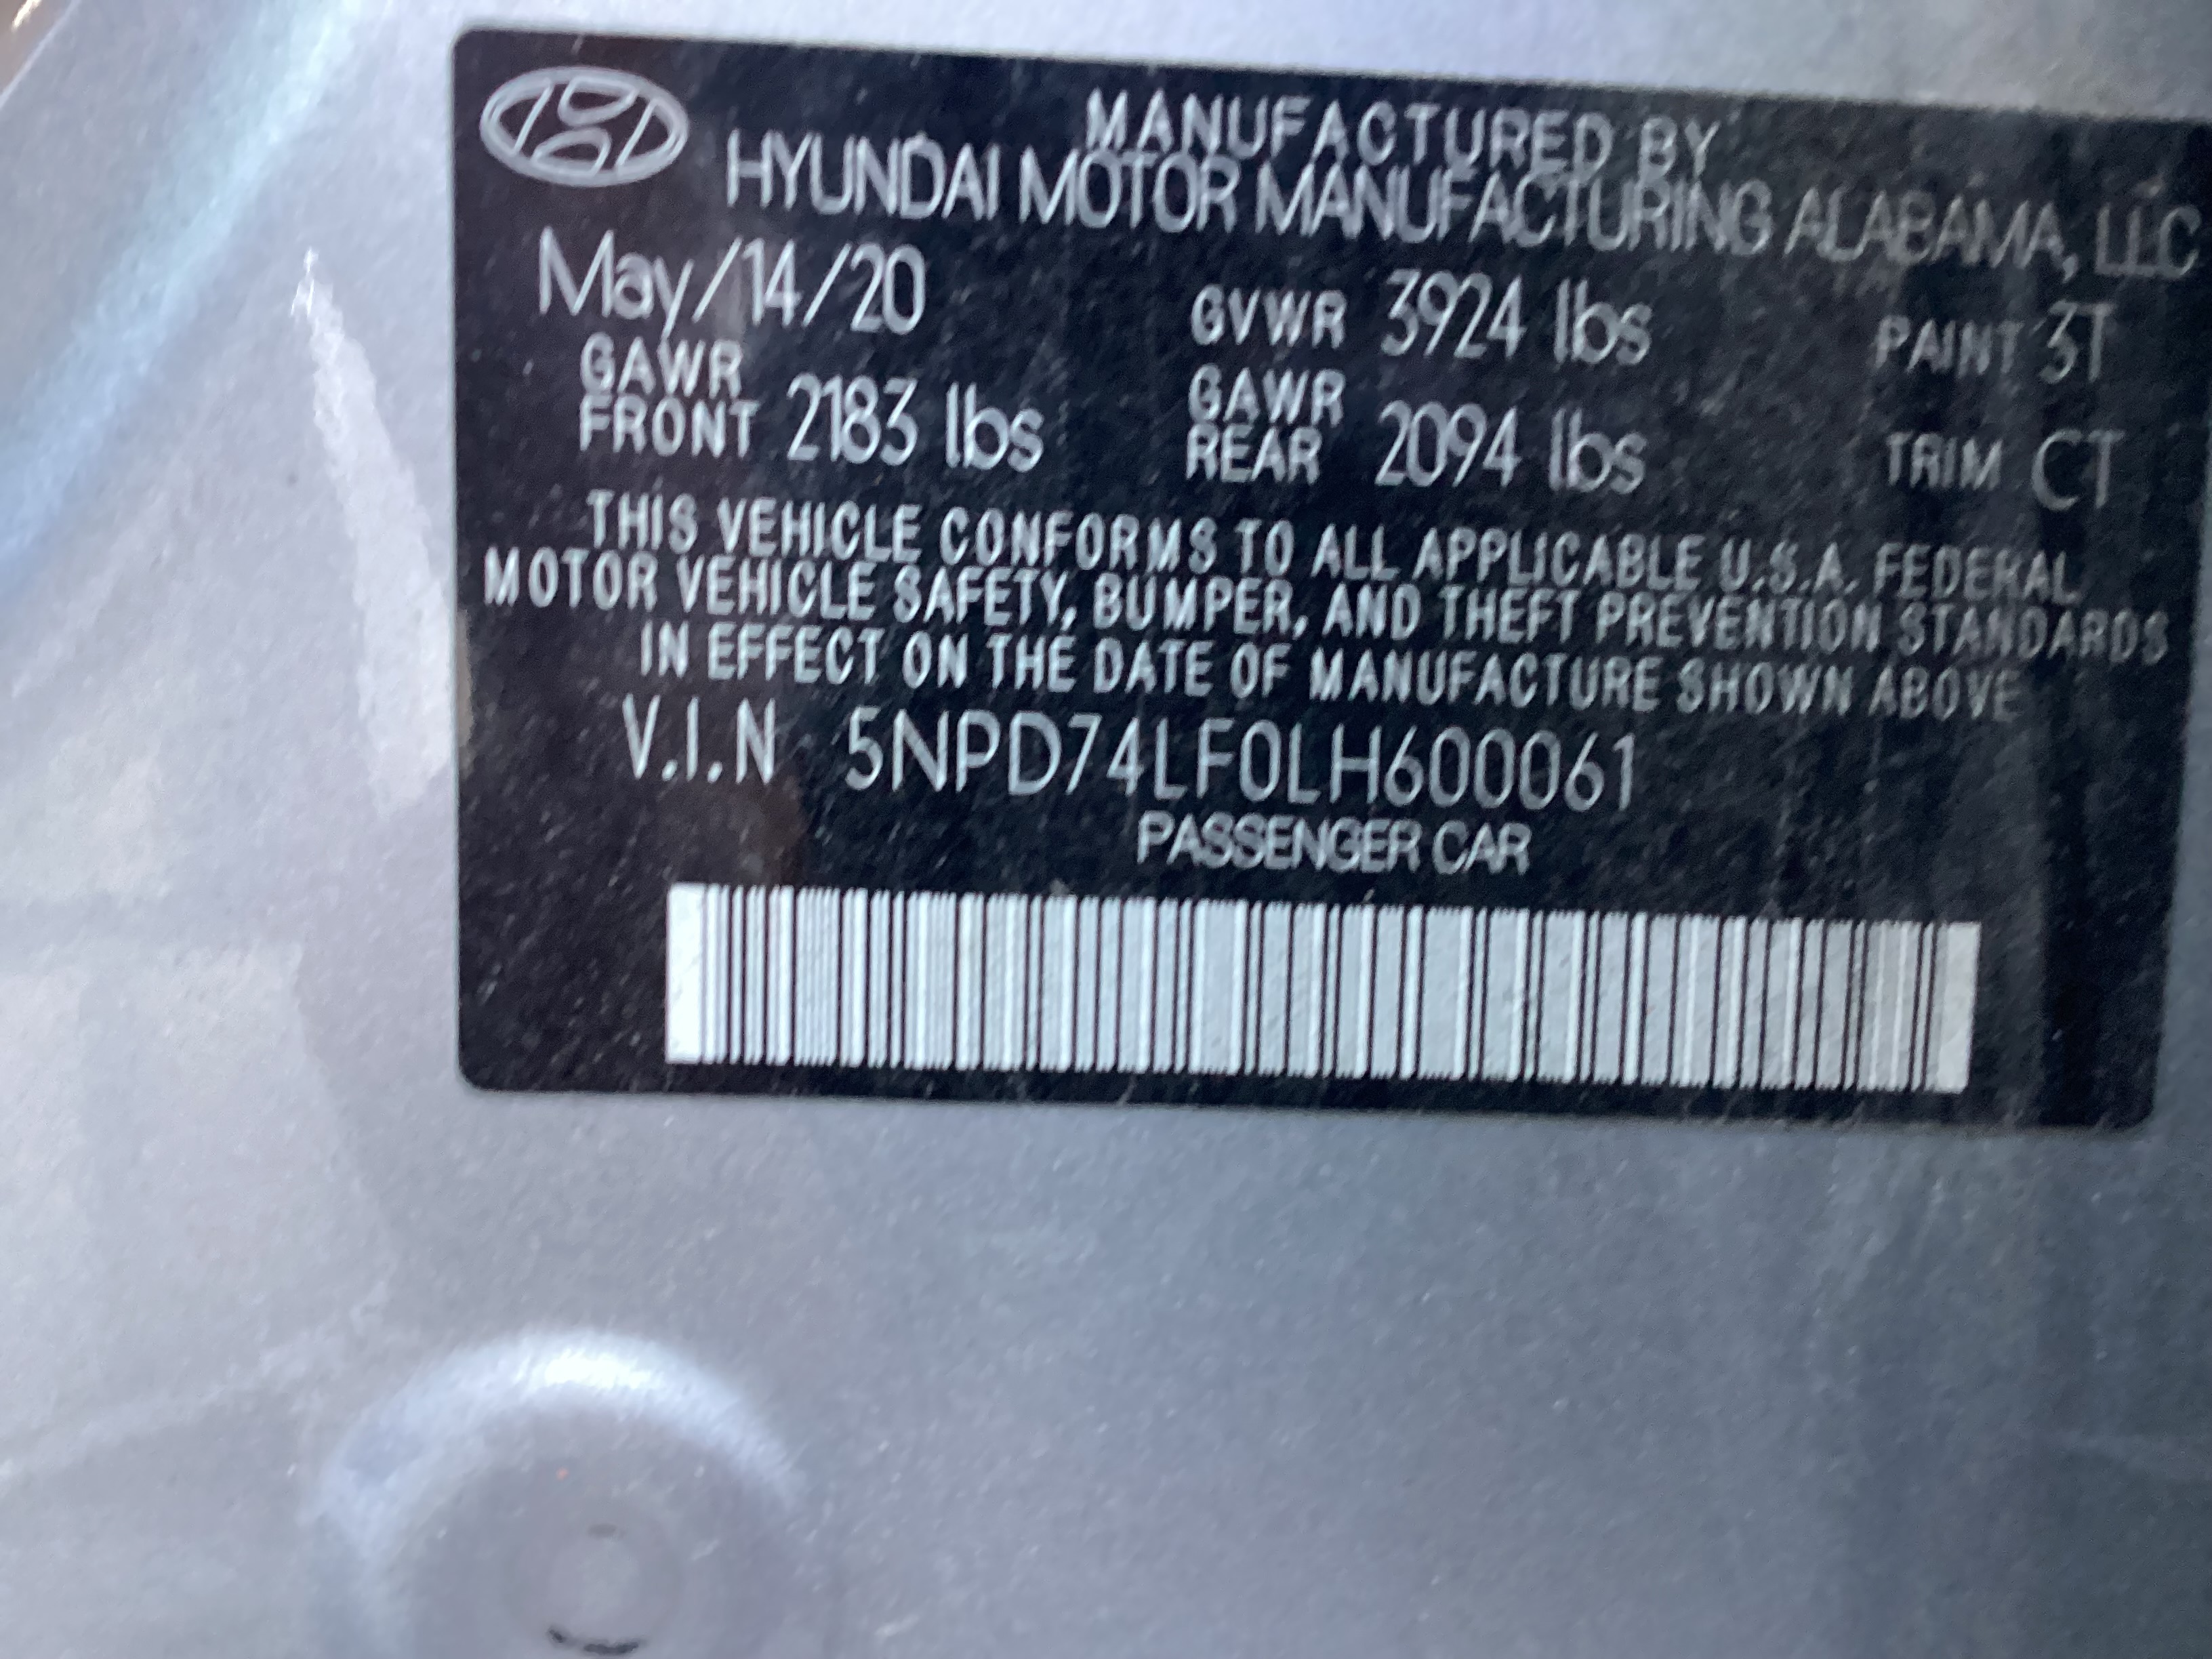 MANUFACTURED BY
HYUNDAI MOTOR MANUFACTURING ALABAMA, LLC
May/14/20 GVWR 3924 lbs PAINT 3T
GAWR FRONT 2183 lbs GAWR REAR 2094 lbs TRIM CT
THIS VEHICLE CONFORMS TO ALL APPLICABLE U.S.A. FEDERAL
MOTOR VEHICLE SAFETY, BUMPER, AND THEFT PREVENTION STANDARDS
IN EFFECT ON THE DATE OF MANUFACTURE SHOWN ABOVE
V.I.N 5NPD74LF0LH600061
PASSENGER CAR